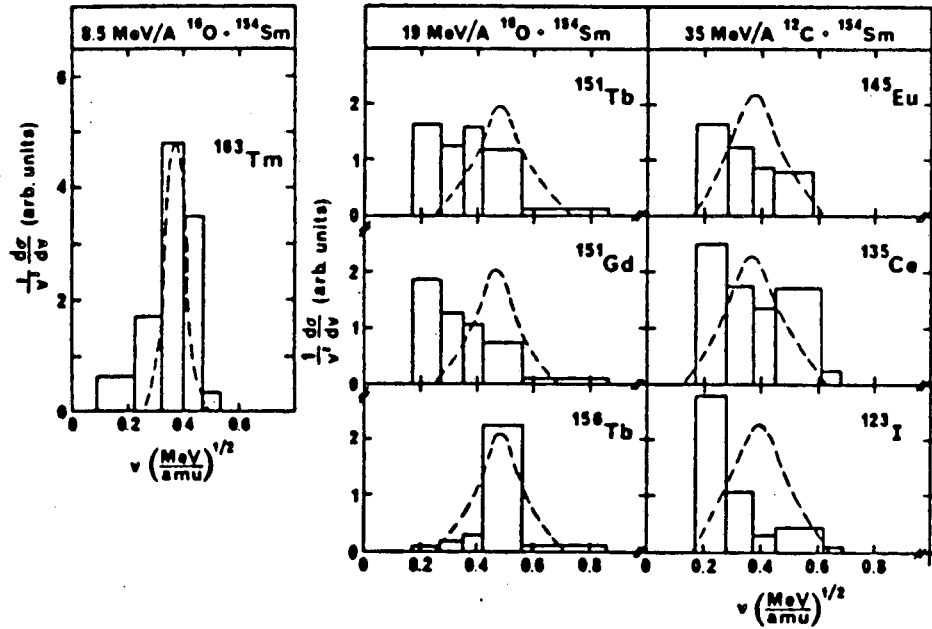 8.5 MeV/A ¹⁶O + ¹⁵⁴Sm
6
4
2
0
¹⁶³Tm
1/v² dσ/dv (arb. units)
0 0.2 0.4 0.6
v (MeV/amu)^1/2
19 MeV/A ¹⁶O + ¹⁵⁴Sm
35 MeV/A ¹²C + ¹⁵⁴Sm
2
1
0
¹⁵¹Tb
¹⁴⁵Eu
1/v² dσ/dv (arb. units)
2
1
0
¹⁵¹Gd
¹³⁵Ce
2
1
0
¹⁵⁶Tb
¹²³I
0.2 0.4 0.6 0.8
0 0.2 0.4 0.6 0.8
v (MeV/amu)^1/2